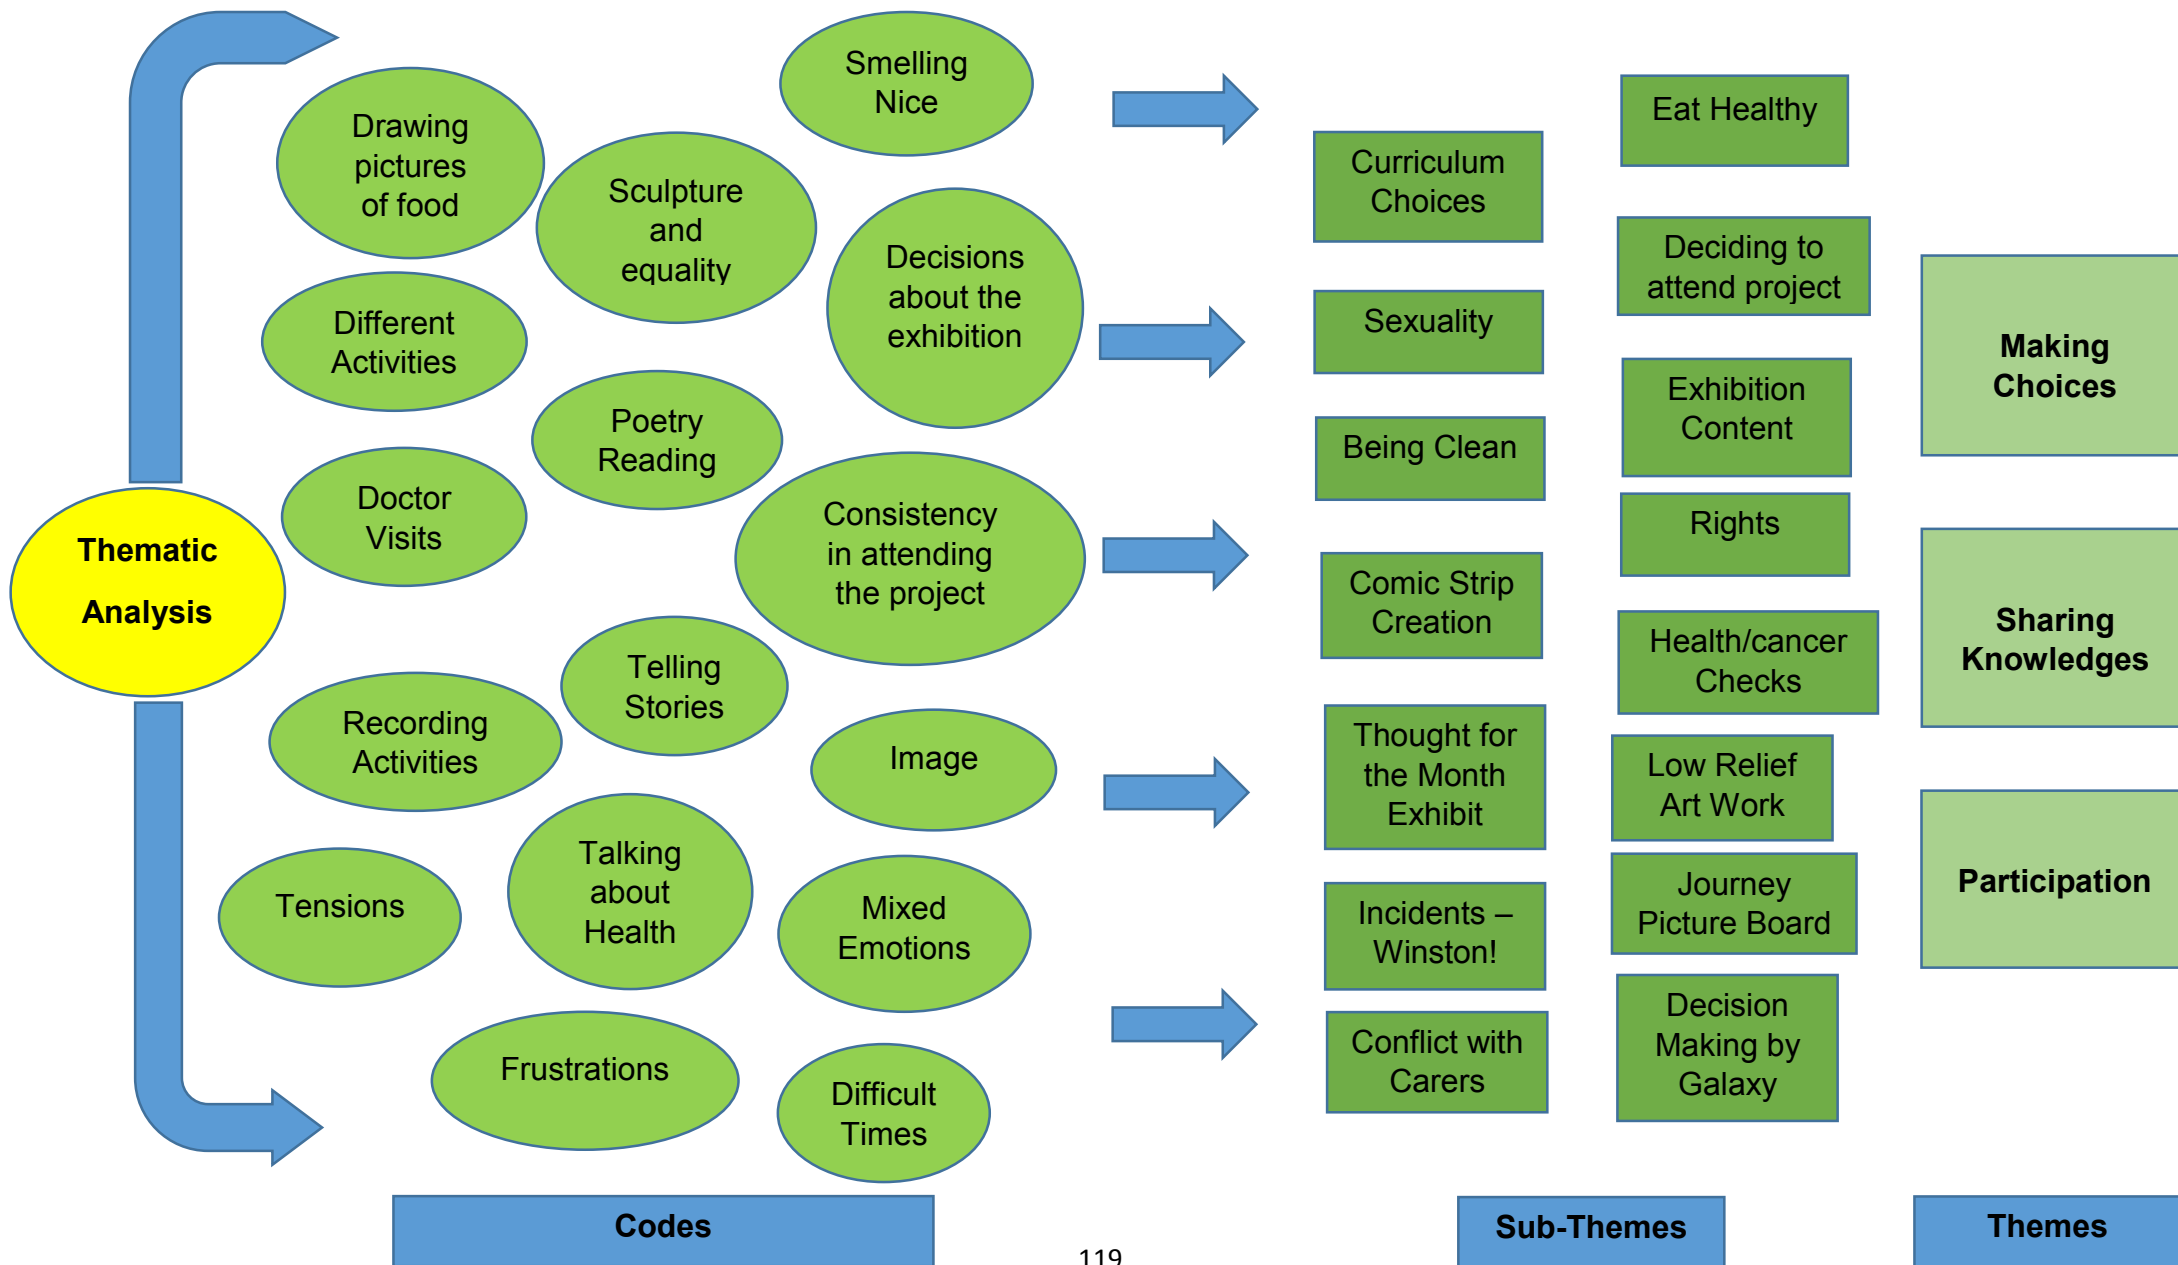 Thematic
Analysis
Smelling
Nice
Drawing
pictures
of food
Sculpture
and
equality
Decisions
about the
exhibition
Different
Activities
Poetry
Reading
Doctor
Visits
Consistency
in attending
the project
Telling
Stories
Recording
Activities
Image
Talking
about
Health
Tensions
Mixed
Emotions
Frustrations
Difficult
Times
Codes
Curriculum
Choices
Sexuality
Being Clean
Comic Strip
Creation
Thought for
the Month
Exhibit
Incidents –
Winston!
Conflict with
Carers
Eat Healthy
Deciding to
attend project
Exhibition
Content
Rights
Health/cancer
Checks
Low Relief
Art Work
Journey
Picture Board
Decision
Making by
Galaxy
Sub-Themes
Making
Choices
Sharing
Knowledges
Participation
Themes
119